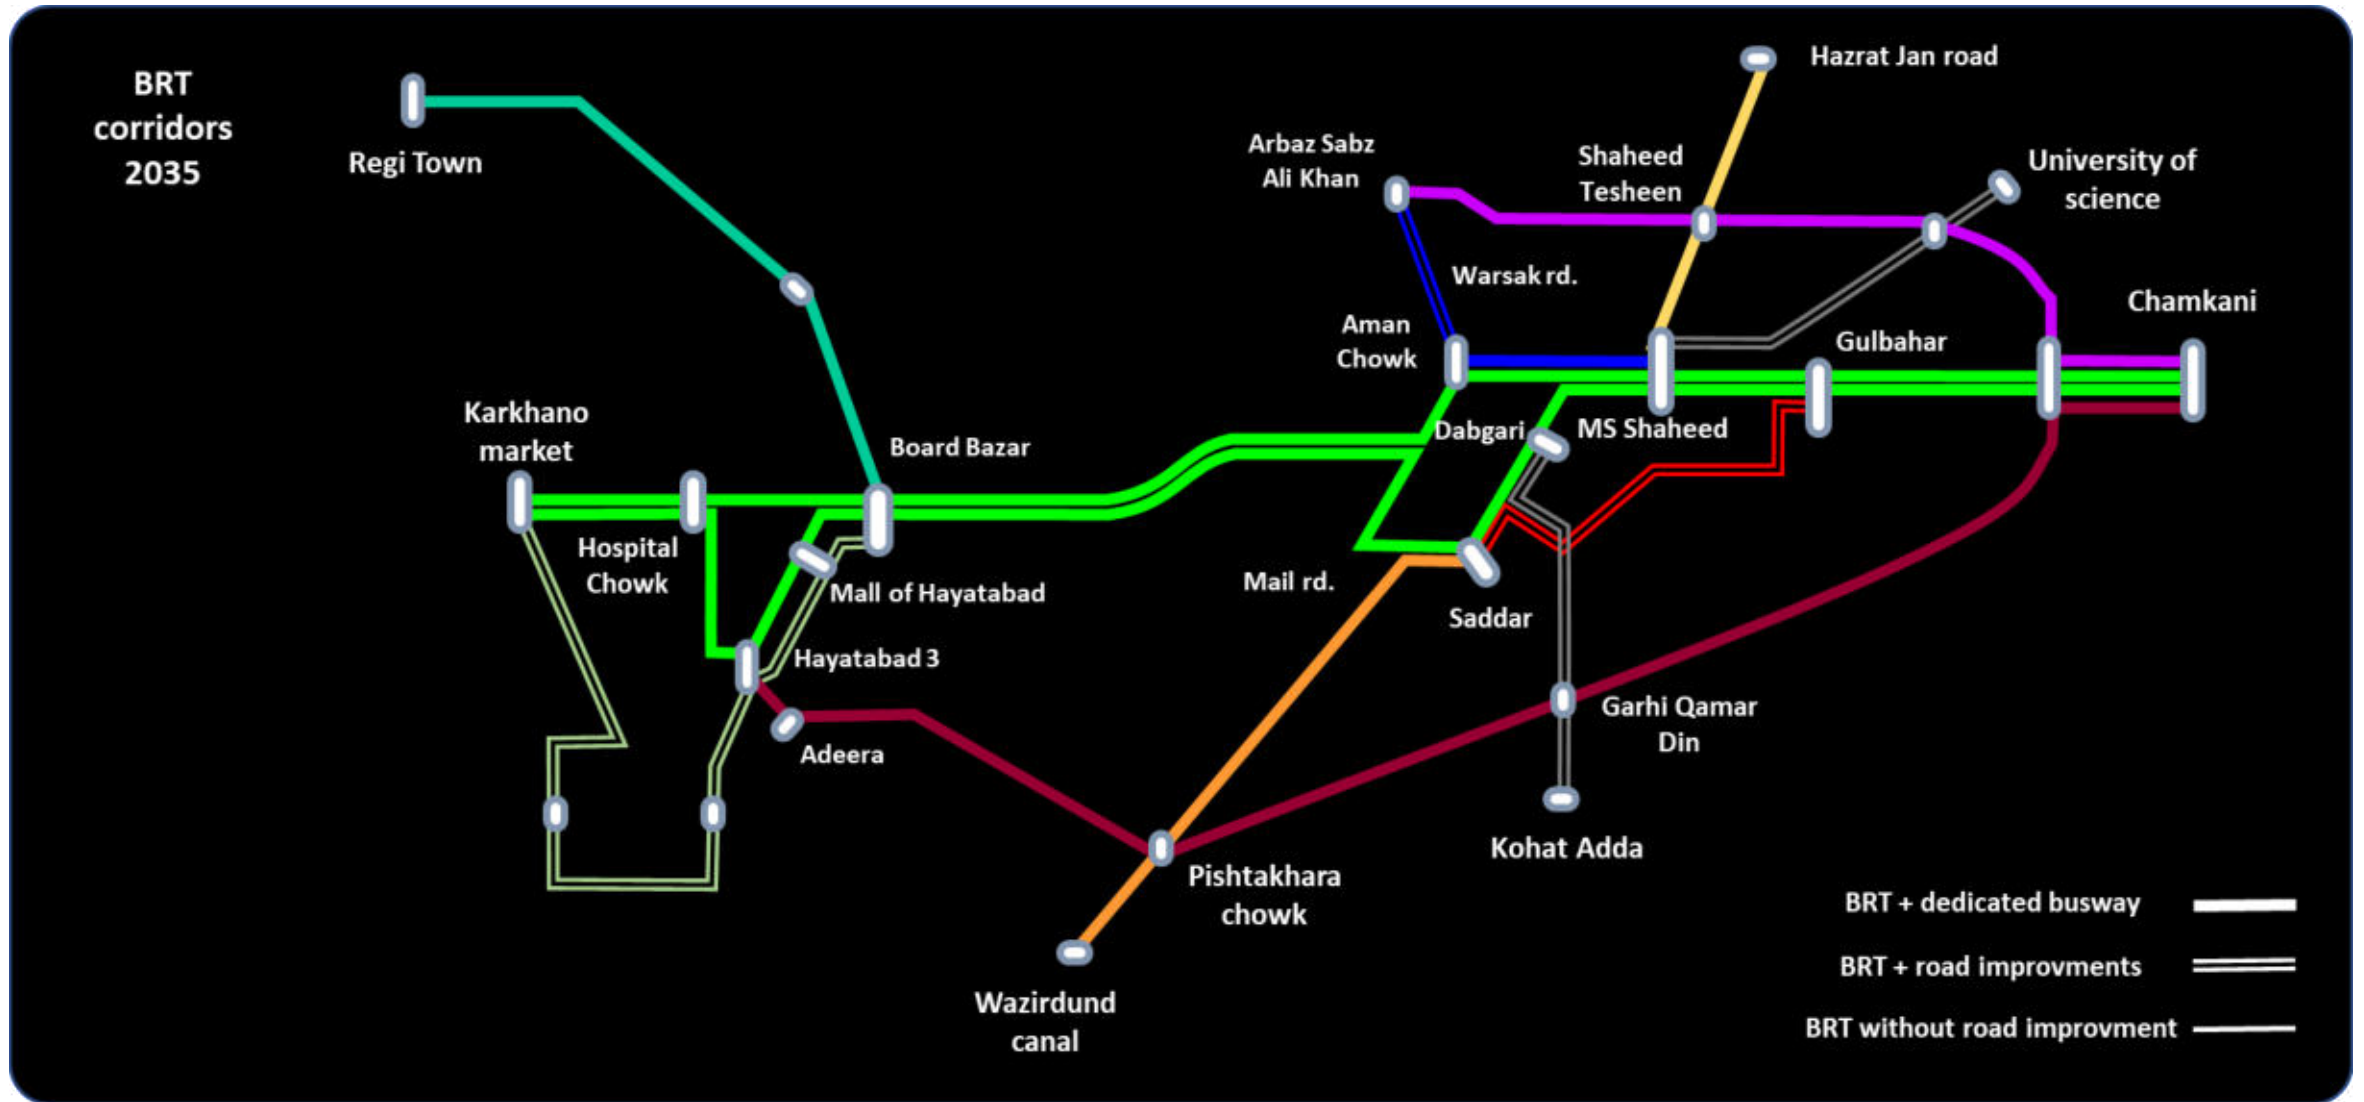 BRT
corridors
2035
Regi Town
Hazrat Jan road
Arbaz Sabz
Ali Khan
Shaheed
Tesheen
University of
science
Warsak rd.
Aman
Chowk
Chamkani
Gulbahar
Karkhano
market
Board Bazar
Dabgari
MS Shaheed
Hospital
Chowk
Mall of Hayatabad
Mail rd.
Saddar
Hayatabad 3
Adeera
Garhi Qamar
Din
Kohat Adda
Pishtakhara
chowk
Wazirdund
canal
BRT + dedicated busway
BRT + road improvments
BRT without road improvment